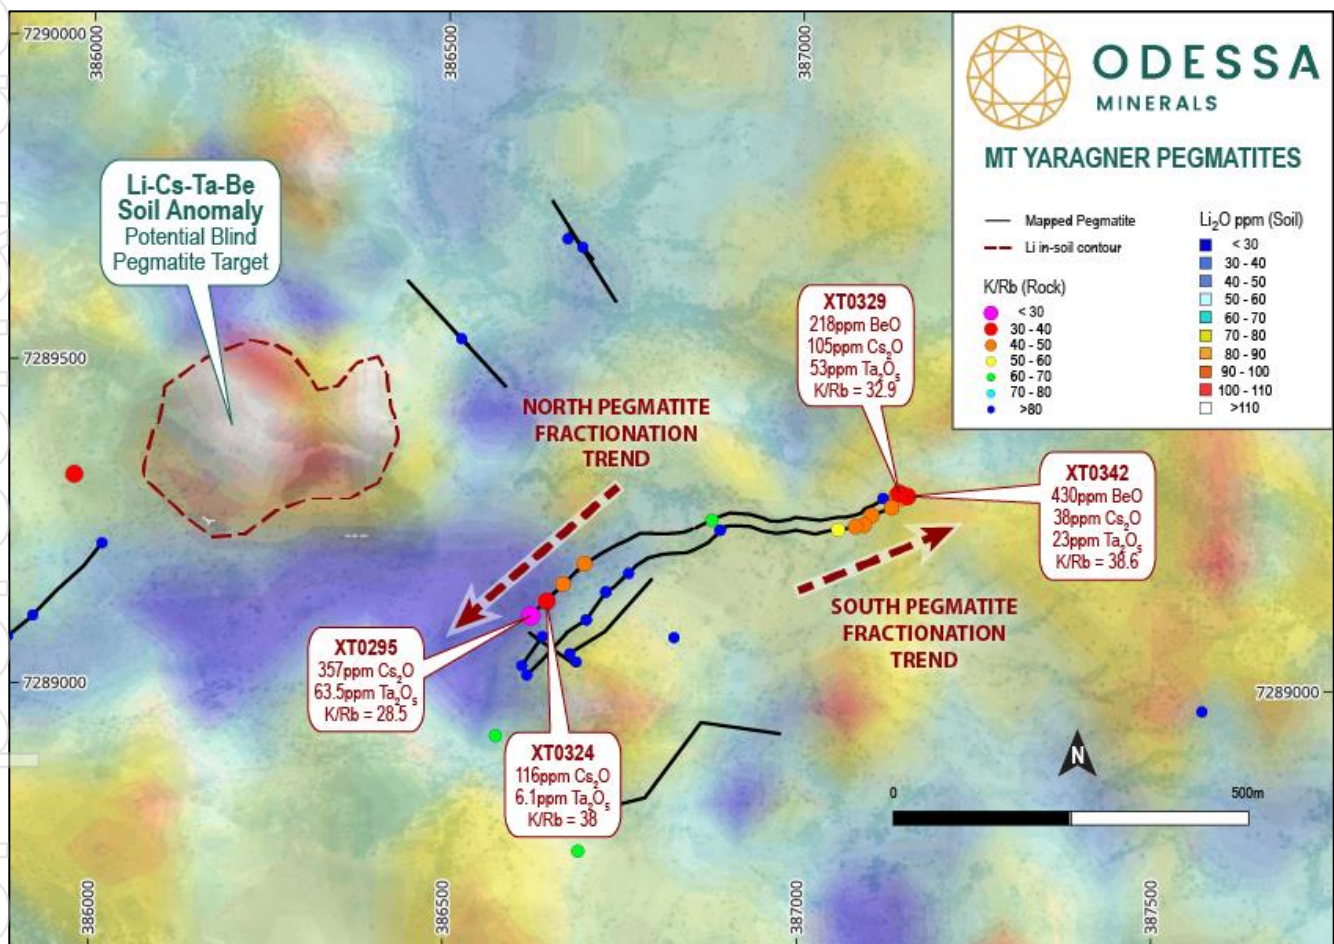 7290000
386000
386500
387000
ODESSA
MINERALS
MT YARAGNER PEGMATITES
Mapped Pegmatite
Li in-soil contour
K/Rb (Rock)
< 30
30 - 40
40 - 50
50 - 60
60 - 70
70 - 80
>80
Li₂O ppm (Soil)
< 30
30 - 40
40 - 50
50 - 60
60 - 70
70 - 80
80 - 90
90 - 100
100 - 110
>110
Li-Cs-Ta-Be
Soil Anomaly
Potential Blind
Pegmatite Target
XT0329
218ppm BeO
105ppm Cs₂O
53ppm Ta₂O₅
K/Rb = 32.9
7289500
NORTH PEGMATITE
FRACTIONATION
TREND
XT0342
430ppm BeO
38ppm Cs₂O
23ppm Ta₂O₅
K/Rb = 38.6
SOUTH PEGMATITE
FRACTIONATION
TREND
XT0295
357ppm Cs₂O
63.5ppm Ta₂O₅
K/Rb = 28.5
7289000
7289000
XT0324
116ppm Cs₂O
6.1ppm Ta₂O₅
K/Rb = 38
N
0
500m
386000
386500
387000
387500